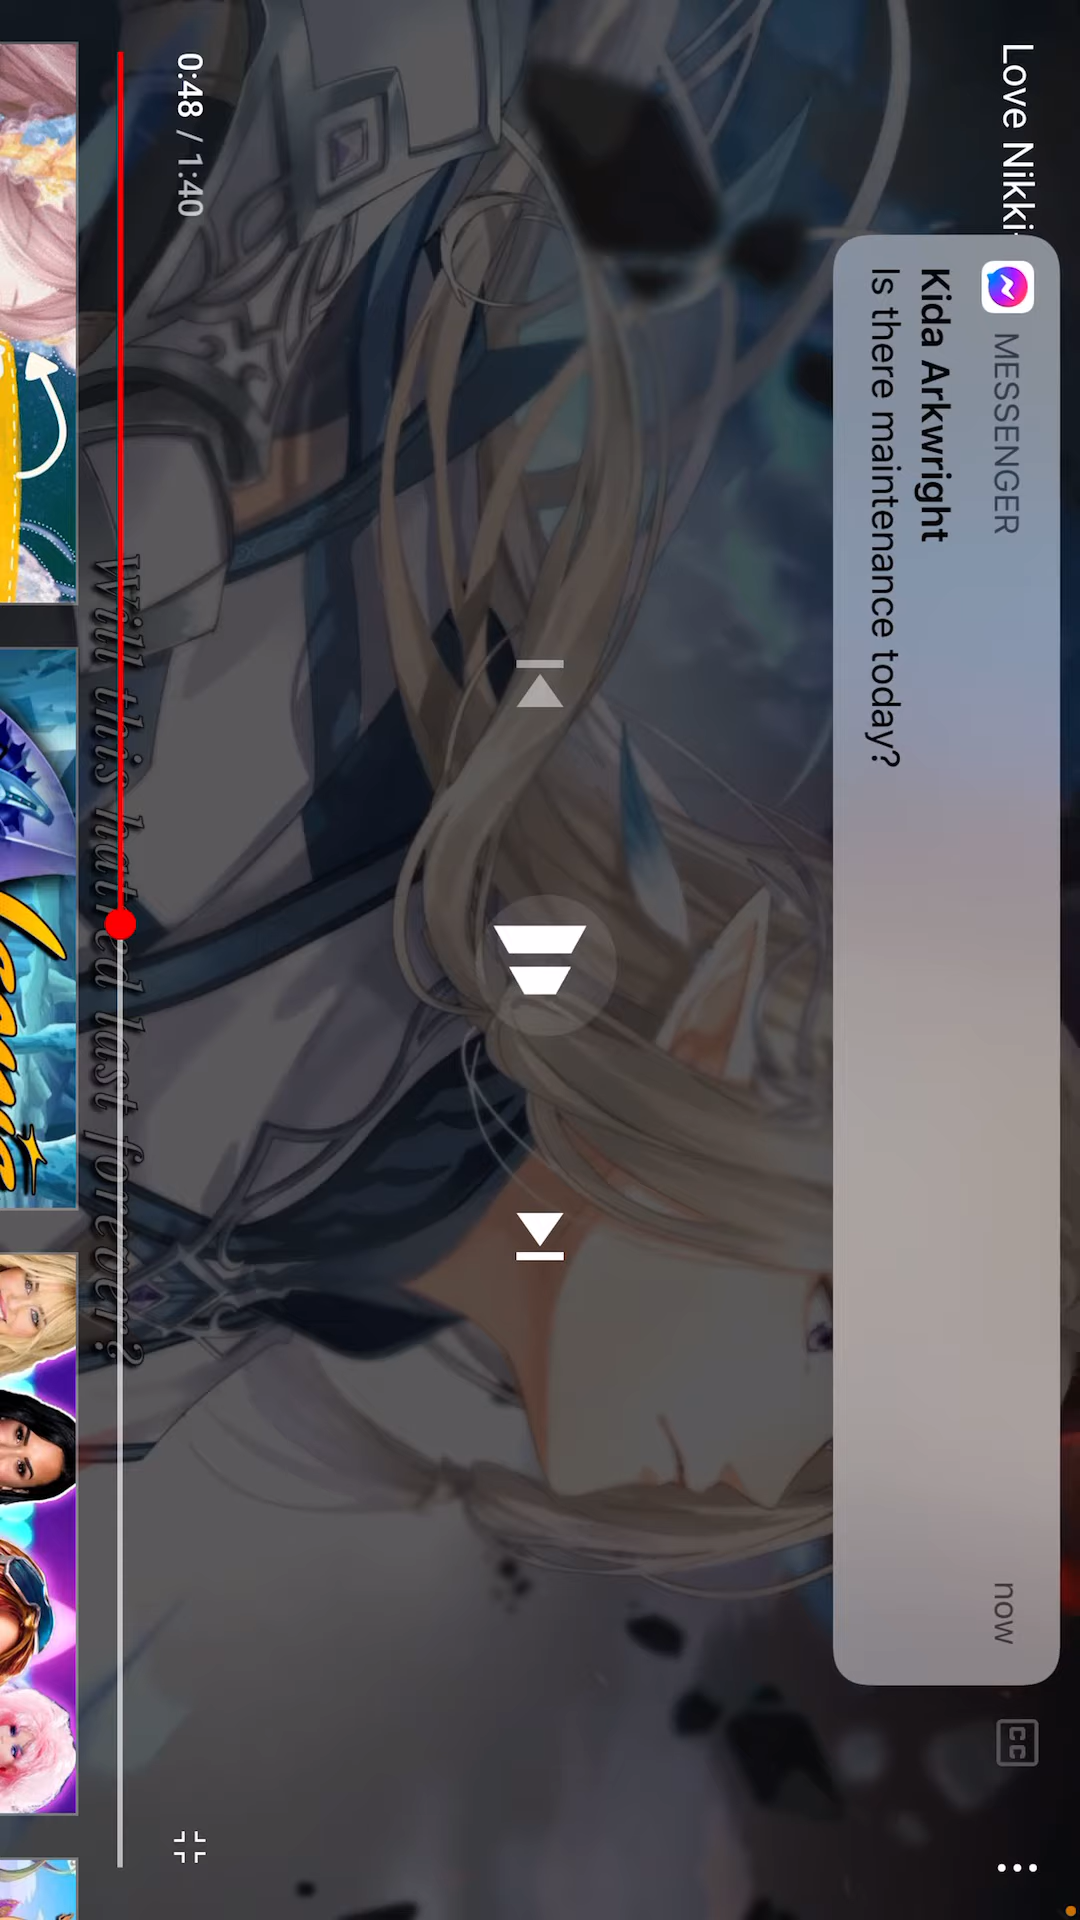 Love Nikki
MESSENGER
now
Kida Arkwright
Is there maintenance today?
CC
Will this hatred last forever?
0:48 / 1:40